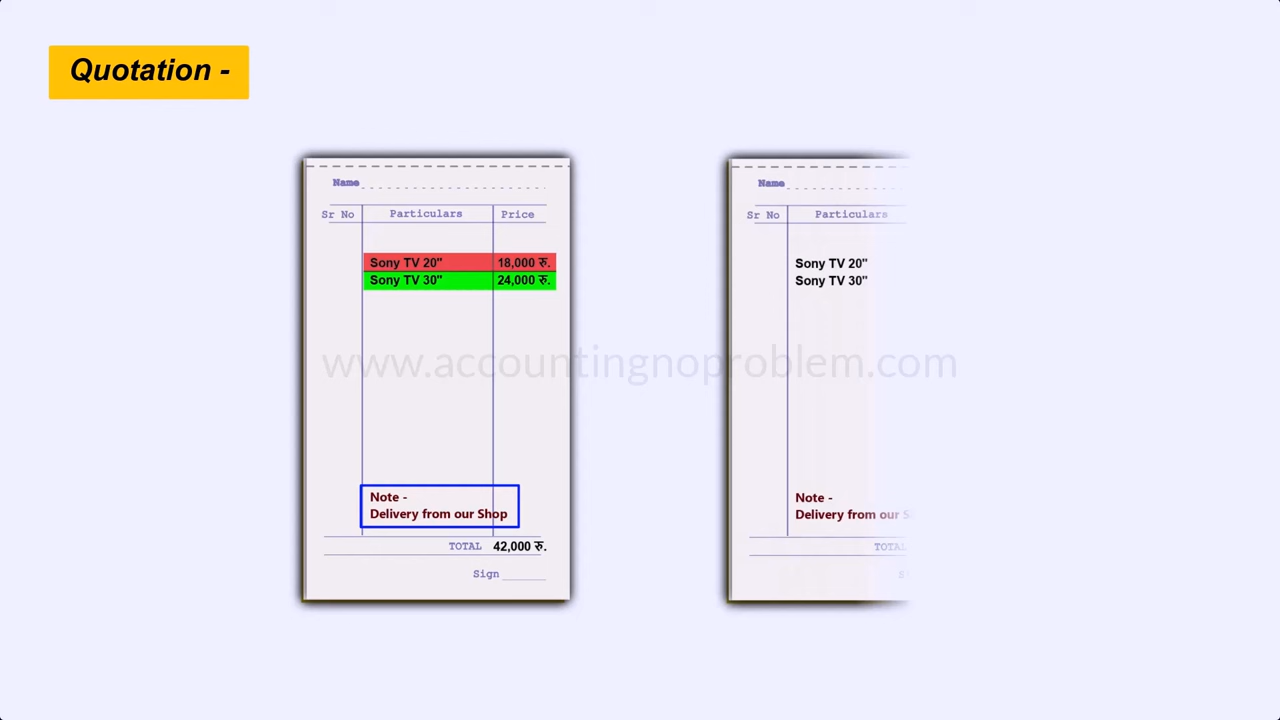 Quotation -
Name
Sr No Particulars Price
Sony TV 20" 18,000 रु.
Sony TV 30" 24,000 रु.
Note -
Delivery from our Shop
TOTAL 42,000 रु.
Sign
Name
Sr No Particulars
Sony TV 20"
Sony TV 30"
Note -
Delivery from our
TOTAL
www.accountingnoproblem.com